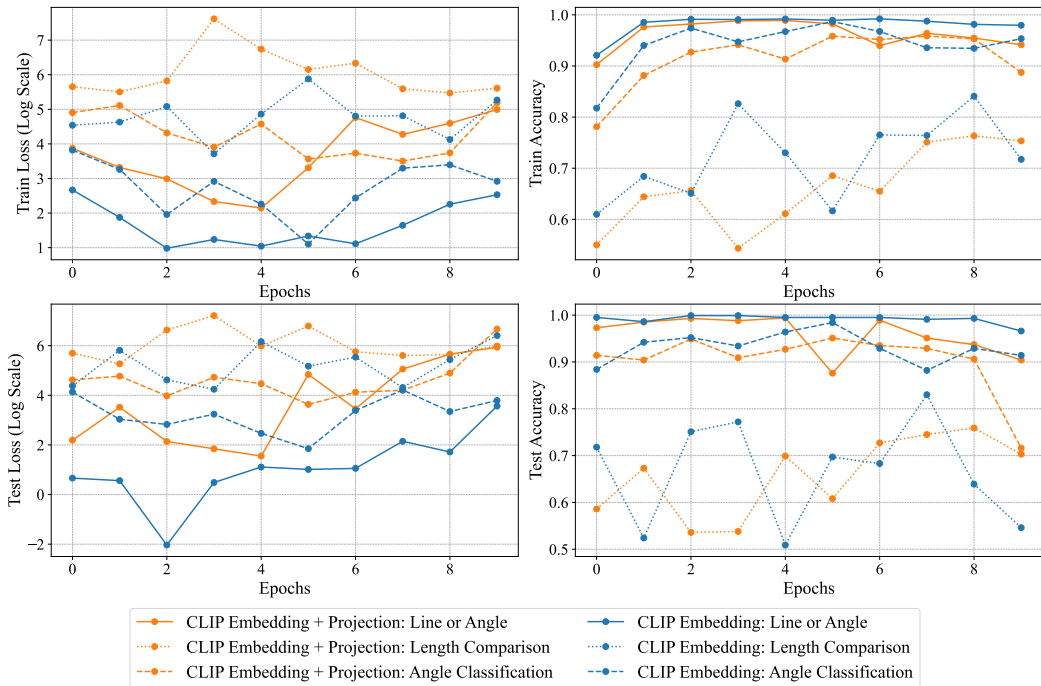 7
6
5
4
3
2
1
Train Loss (Log Scale)
0 2 4 6 8
Epochs
1.0
0.9
0.8
0.7
0.6
Train Accuracy
0 2 4 6 8
Epochs
6
4
2
0
−2
Test Loss (Log Scale)
0 2 4 6 8
Epochs
1.0
0.9
0.8
0.7
0.6
0.5
Test Accuracy
0 2 4 6 8
Epochs
CLIP Embedding + Projection: Line or Angle
CLIP Embedding + Projection: Length Comparison
CLIP Embedding + Projection: Angle Classification
CLIP Embedding: Line or Angle
CLIP Embedding: Length Comparison
CLIP Embedding: Angle Classification